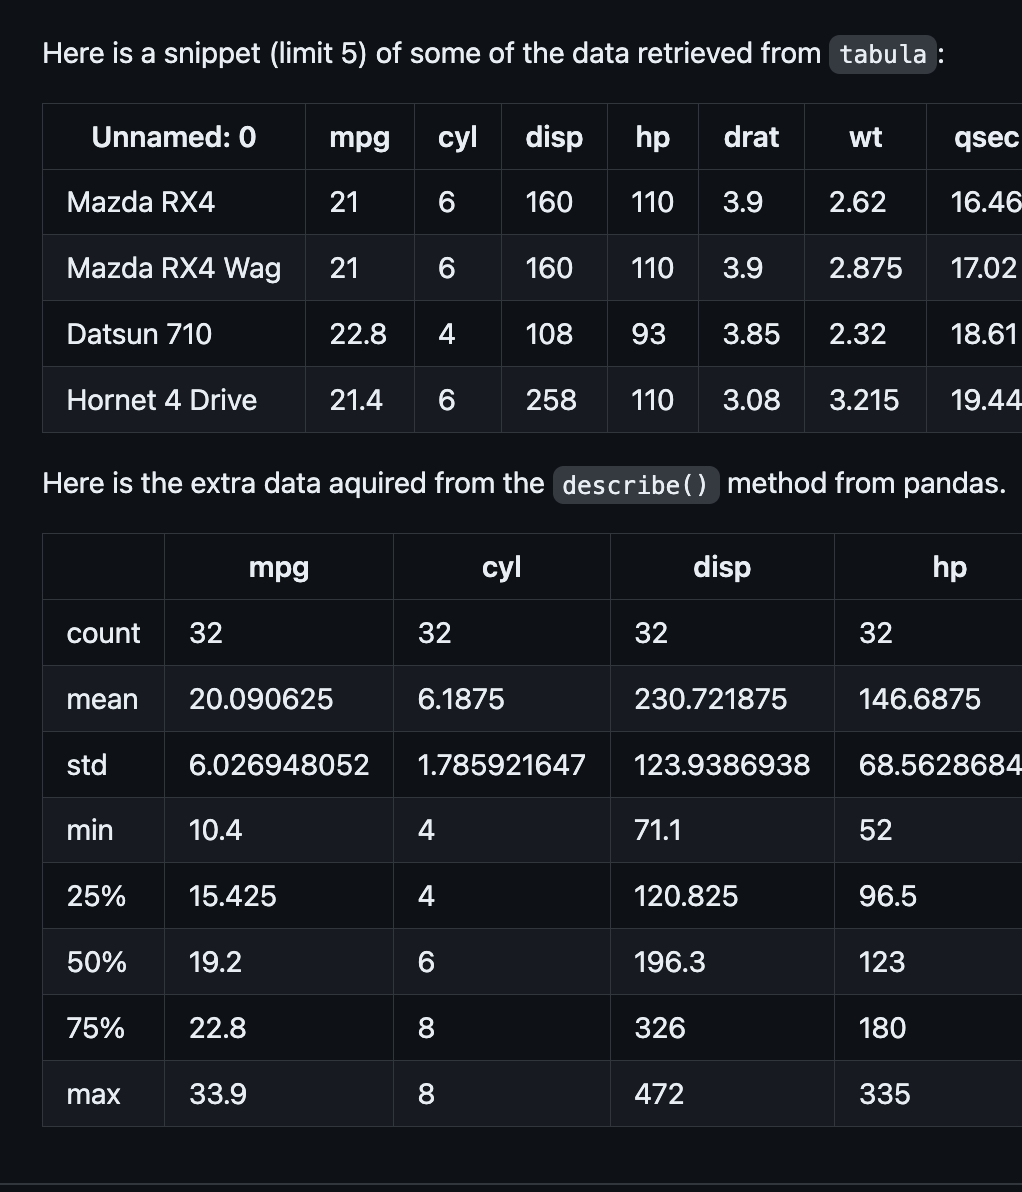 Here is a snippet (limit 5) of some of the data retrieved from tabula:
Unnamed: 0 mpg cyl disp hp drat wt qsec
Mazda RX4 21 6 160 110 3.9 2.62 16.46
Mazda RX4 Wag 21 6 160 110 3.9 2.875 17.02
Datsun 710 22.8 4 108 93 3.85 2.32 18.61
Hornet 4 Drive 21.4 6 258 110 3.08 3.215 19.44
Here is the extra data aquired from the describe() method from pandas.
mpg cyl disp hp
count 32 32 32 32
mean 20.090625 6.1875 230.721875 146.6875
std 6.026948052 1.785921647 123.9386938 68.5628684
min 10.4 4 71.1 52
25% 15.425 4 120.825 96.5
50% 19.2 6 196.3 123
75% 22.8 8 326 180
max 33.9 8 472 335